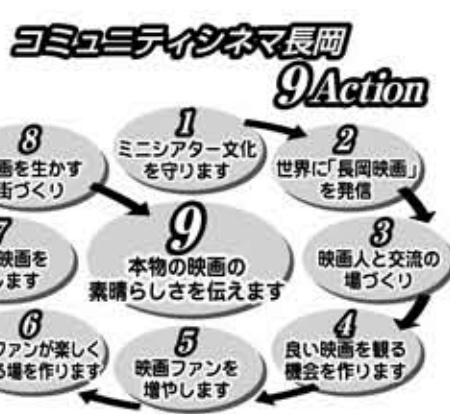 コミュニティシネマ長岡
9 Action
1
ミニシアター文化
を守ります
2
世界に「長岡映画」
を発信
3
映画人と交流の
場づくり
4
良い映画を観る
機会を作ります
5
映画ファンを
増やします
6
ファンが楽しく
る場を作ります
7
映画を
ます
8
画を生かす
街づくり
9
本物の映画の
素晴らしさを伝えます